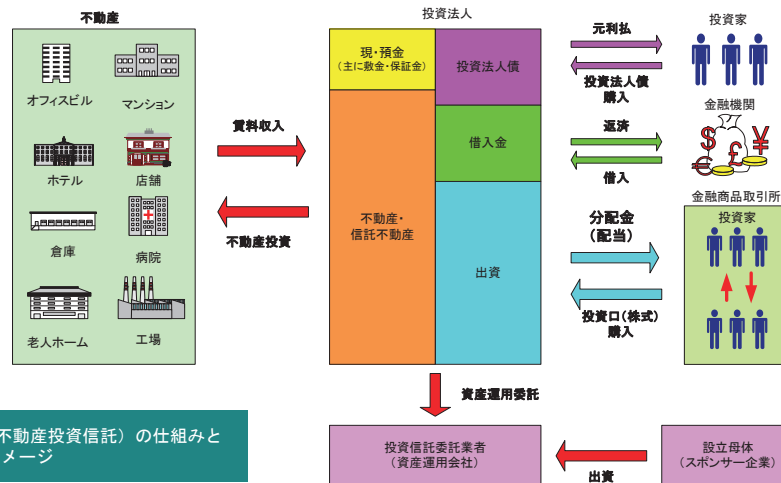 不動産
オフィスビル
マンション
ホテル
店舗
倉庫
病院
老人ホーム
工場
賃料収入
不動産投資
投資法人
現・預金
(主に敷金・保証金)
投資法人債
借入金
不動産・
信託不動産
出資
元利払
投資法人債
購入
返済
借入
分配金
(配当)
投資口(株式)
購入
投資家
金融機関
$
¥
€
£
金融商品取引所
投資家
資産運用委託
不動産投資信託)の仕組みと
メージ
投資信託委託業者
(資産運用会社)
出資
設立母体
(スポンサー企業)